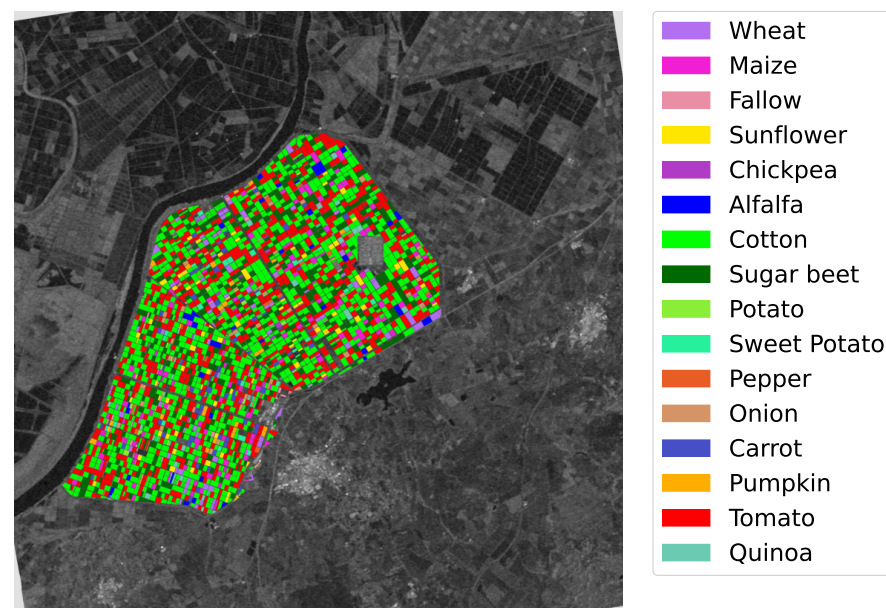 Wheat
Maize
Fallow
Sunflower
Chickpea
Alfalfa
Cotton
Sugar beet
Potato
Sweet Potato
Pepper
Onion
Carrot
Pumpkin
Tomato
Quinoa